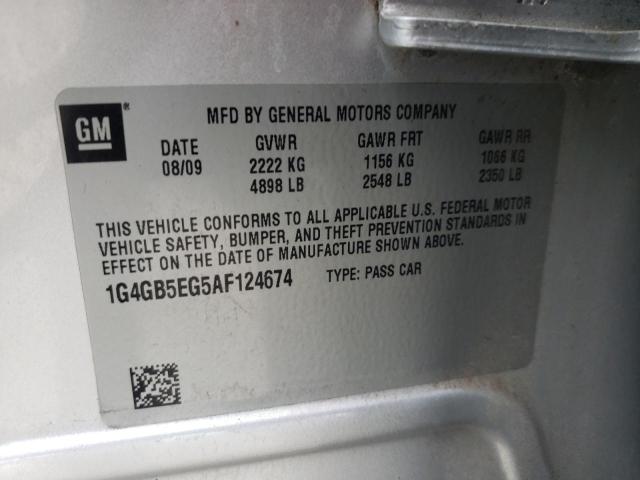 GM®
MFD BY GENERAL MOTORS COMPANY
DATE GVWR GAWR FRT GAWR RR
08/09 2222 KG 1156 KG 1066 KG
4898 LB 2548 LB 2350 LB
THIS VEHICLE CONFORMS TO ALL APPLICABLE U.S. FEDERAL MOTOR
VEHICLE SAFETY, BUMPER, AND THEFT PREVENTION STANDARDS IN
EFFECT ON THE DATE OF MANUFACTURE SHOWN ABOVE.
1G4GB5EG5AF124674 TYPE: PASS CAR